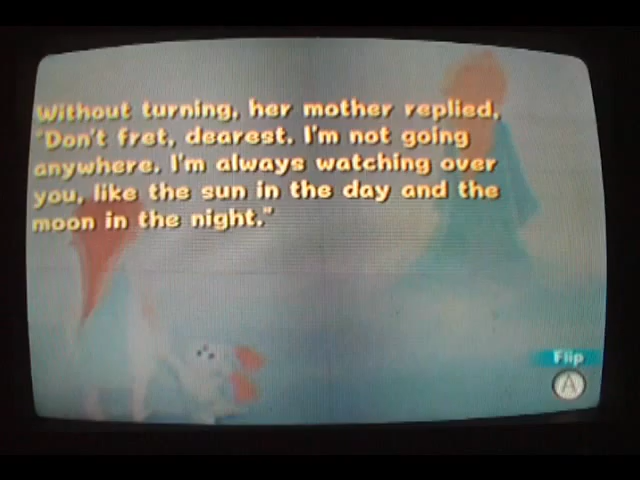 Without turning, her mother replied,
"Don't fret, dearest. I'm not going
anywhere. I'm always watching over
you, like the sun in the day and the
moon in the night."
Flip
A